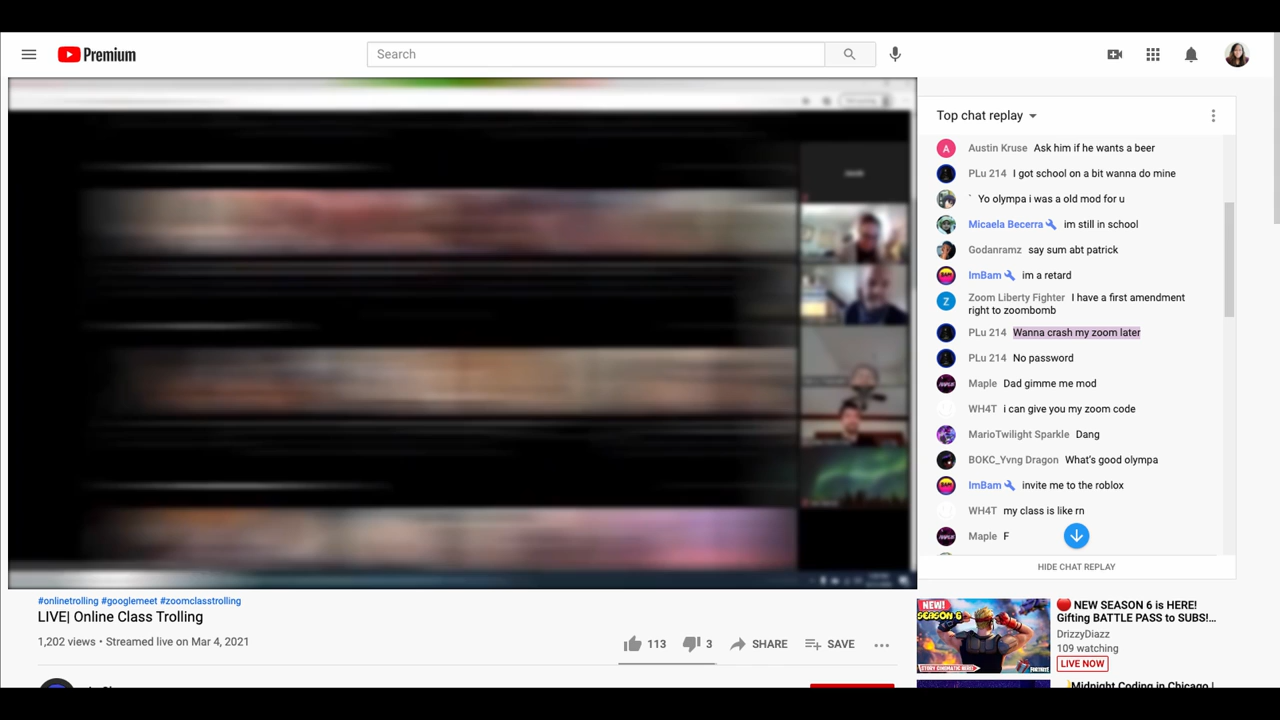 Premium
Search
Top chat replay
Austin Kruse Ask him if he wants a beer
PLu 214 I got school on a bit wanna do mine
` Yo olympa i was a old mod for u
Micaela Becerra im still in school
Godanramz say sum abt patrick
ImBam im a retard
Zoom Liberty Fighter I have a first amendment
right to zoombomb
PLu 214 Wanna crash my zoom later
PLu 214 No password
Maple Dad gimme me mod
WH4T i can give you my zoom code
MarioTwilight Sparkle Dang
BOKC_Yvng Dragon What's good olympa
ImBam invite me to the roblox
WH4T my class is like rn
Maple F
HIDE CHAT REPLAY
#onlinetrolling #googlemeet #zoomclasstrolling
LIVE| Online Class Trolling
1,202 views • Streamed live on Mar 4, 2021
113 3 SHARE SAVE
NEW!
SEASON 6
NEW SEASON 6 is HERE!
Gifting BATTLE PASS to SUBS!...
DrizzyDiazz
109 watching
LIVE NOW
Midnight Coding in Chicago |